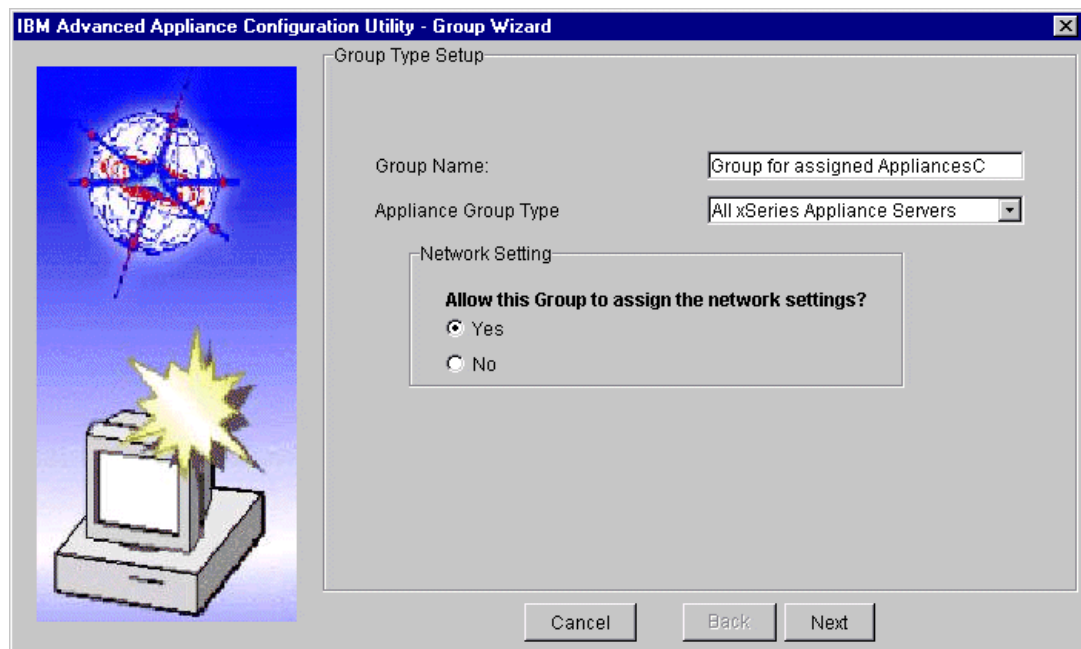 IBM Advanced Appliance Configuration Utility - Group Wizard
Group Type Setup
Group Name:
Group for assigned AppliancesC
Appliance Group Type
All xSeries Appliance Servers
Network Setting
Allow this Group to assign the network settings?
Yes
No
Cancel
Back
Next